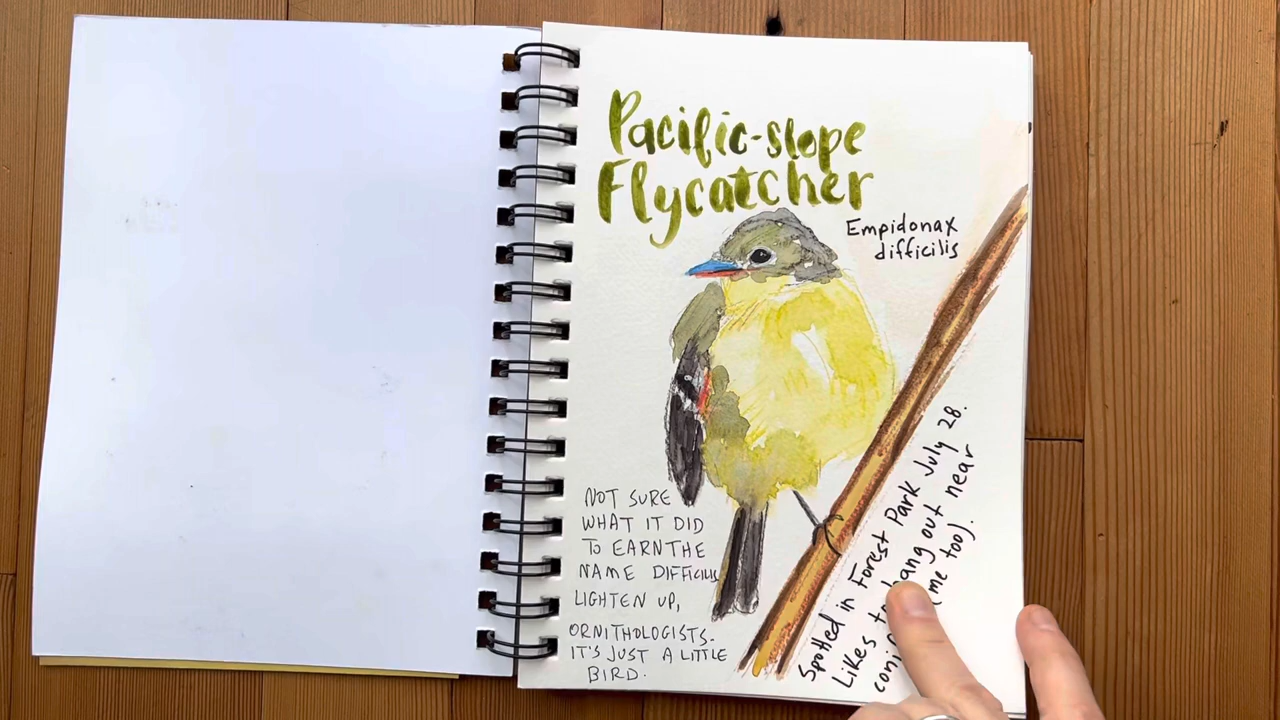 Pacific-slope
Flycatcher
Empidonax
difficilis
NOT SURE
WHAT IT DID
TO EARN THE
NAME DIFFICILIS
LIGHTEN UP,
ORNITHOLOGISTS-
IT'S JUST A LITTLE
BIRD.
Spotted in Forest Park July 28.
Likes to hang out near
(me too).